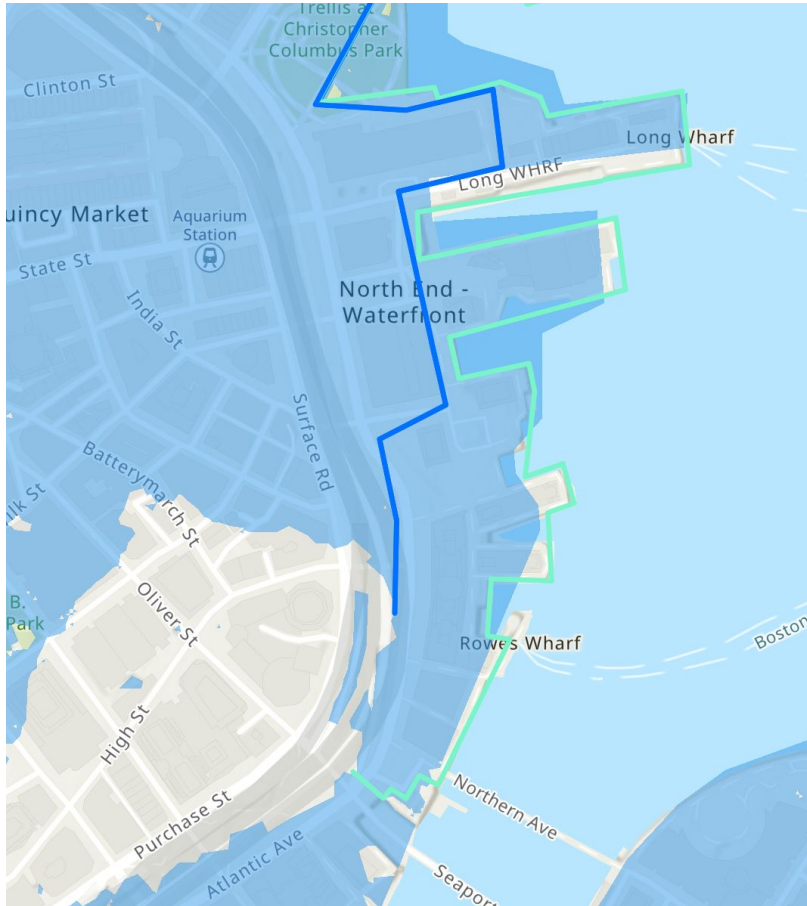 Trellis at
Christopher
Columbus Park
Clinton St
Long Wharf
Long WHRF
uincy Market
Aquarium
Station
State St
North End -
Waterfront
India St
Surface Rd
Batterymarch St
ilk St
B.
Park
Oliver St
Rowes Wharf
Boston
High St
Northern Ave
Purchase St
Atlantic Ave
Seaport